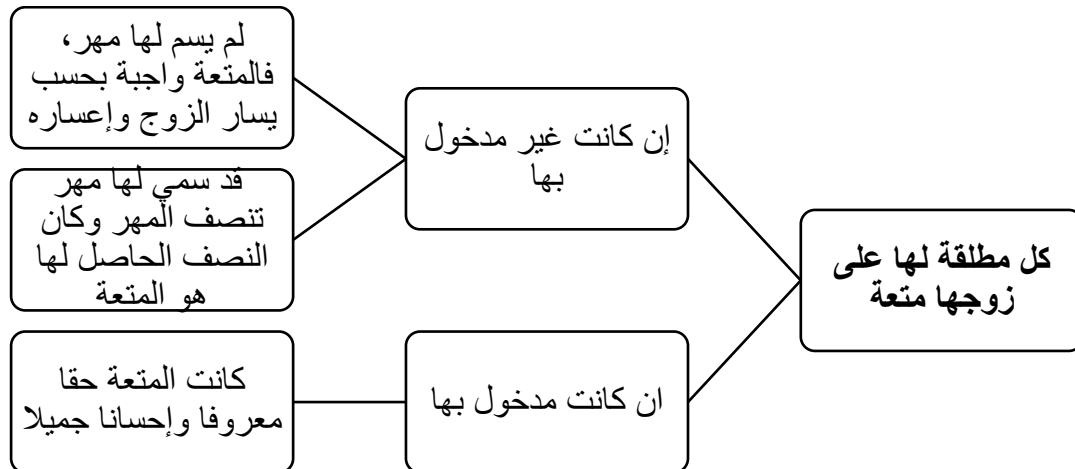 كل مطلقة لها على
زوجها متعة
إن كانت غير مدخول
بها
لم يسم لها مهر،
فالمتعة واجبة بحسب
يسار الزوج وإعساره
قد سمي لها مهر
تنصف المهر وكان
النصف الحاصل لها
هو المتعة
ان كانت مدخول بها
كانت المتعة حقا
معروفا وإحسانا جميلا